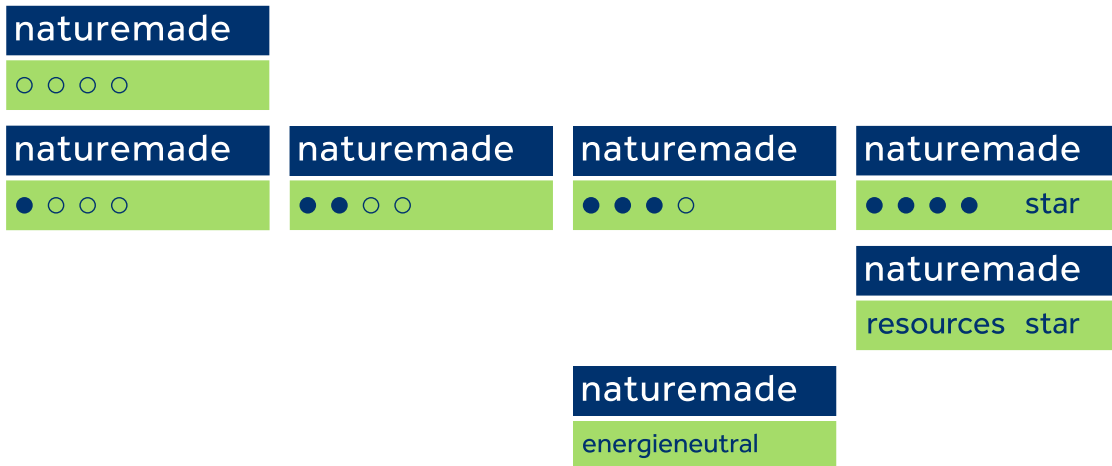 naturemade
○ ○ ○ ○
naturemade
● ○ ○ ○
naturemade
● ● ○ ○
naturemade
● ● ● ○
naturemade
● ● ● ● star
naturemade
resources star
naturemade
energieneutral